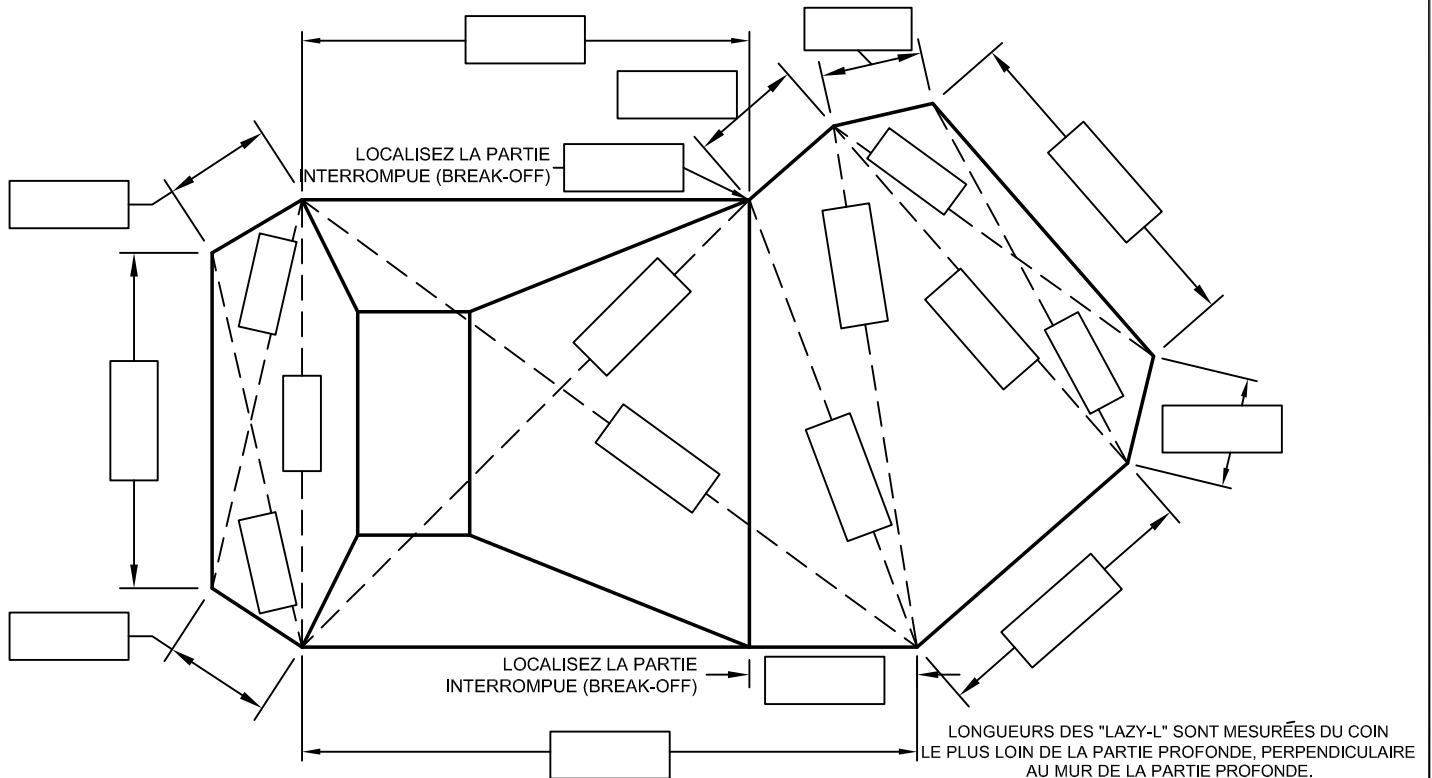 LOCALISEZ LA PARTIE
INTERROMPUE (BREAK-OFF)
LOCALISEZ LA PARTIE
INTERROMPUE (BREAK-OFF)
LONGUEURS DES "LAZY-L" SONT MESURÉES DU COIN
LE PLUS LOIN DE LA PARTIE PROFONDE, PERPENDICULAIRE
AU MUR DE LA PARTIE PROFONDE.